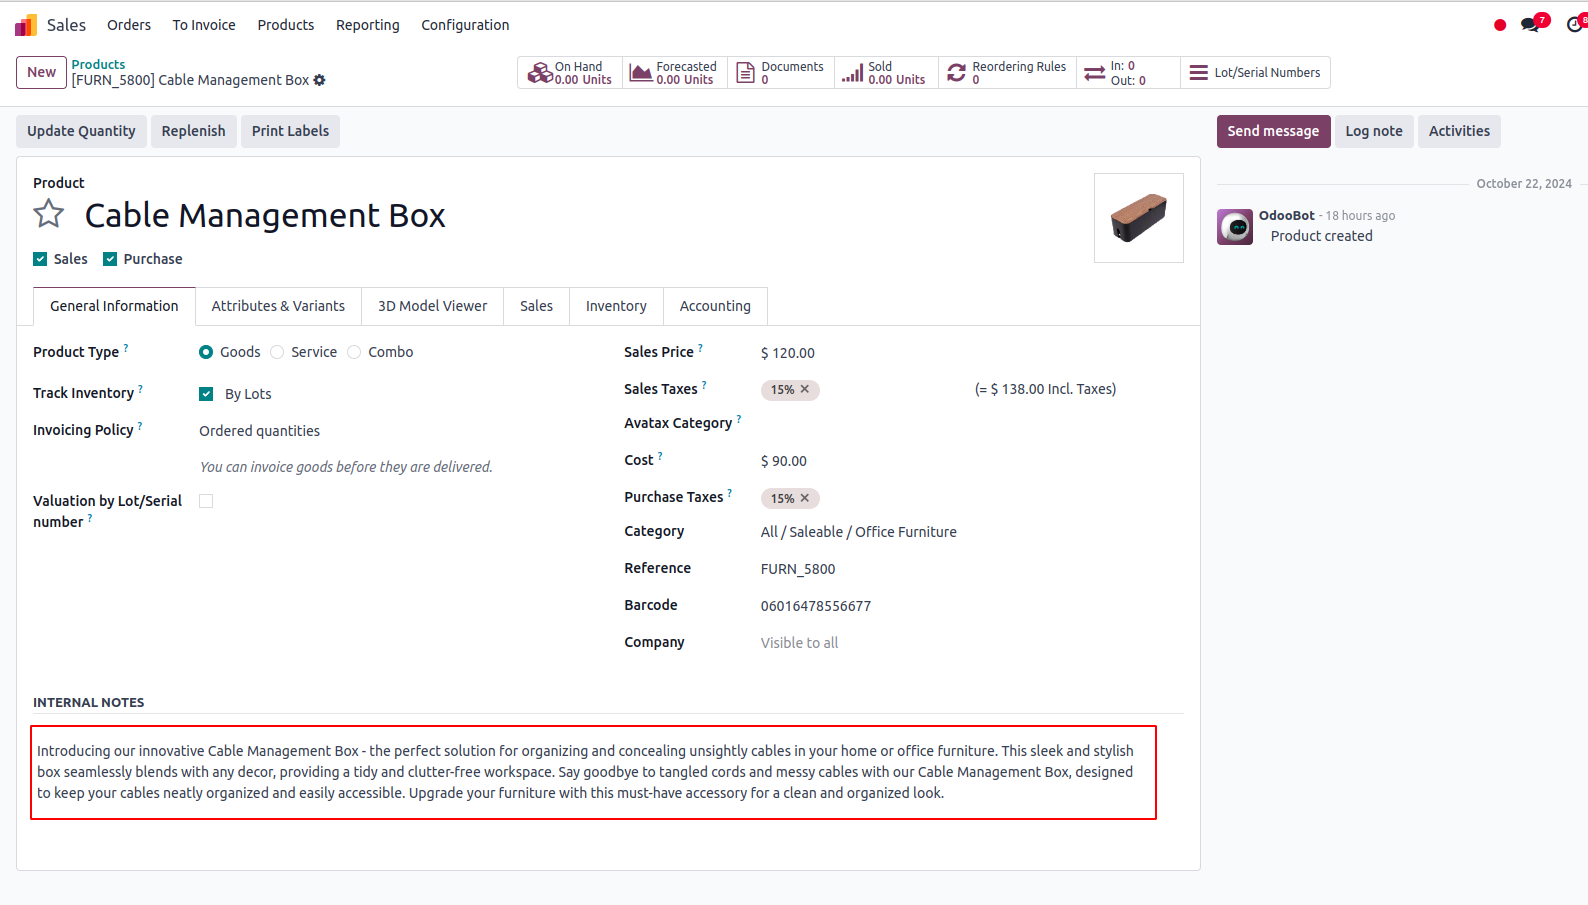 Sales Orders To Invoice Products Reporting Configuration 7 8
New Products
[FURN_5800] Cable Management Box
On Hand
0.00 Units
Forecasted
0.00 Units
Documents
0
Sold
0.00 Units
Reordering Rules
0
In: 0
Out: 0
Lot/Serial Numbers
Update Quantity Replenish Print Labels
Send message Log note Activities
Product
Cable Management Box
Sales Purchase
October 22, 2024
OdooBot - 18 hours ago
Product created
General Information Attributes & Variants 3D Model Viewer Sales Inventory Accounting
Product Type ? Goods Service Combo
Track Inventory ? By Lots
Invoicing Policy ? Ordered quantities
You can invoice goods before they are delivered.
Valuation by Lot/Serial
number ?
Sales Price ? $ 120.00
Sales Taxes ? 15% ✕ (= $ 138.00 Incl. Taxes)
Avatax Category ?
Cost ? $ 90.00
Purchase Taxes ? 15% ✕
Category All / Saleable / Office Furniture
Reference FURN_5800
Barcode 06016478556677
Company Visible to all
INTERNAL NOTES
Introducing our innovative Cable Management Box - the perfect solution for organizing and concealing unsightly cables in your home or office furniture. This sleek and stylish
box seamlessly blends with any decor, providing a tidy and clutter-free workspace. Say goodbye to tangled cords and messy cables with our Cable Management Box, designed
to keep your cables neatly organized and easily accessible. Upgrade your furniture with this must-have accessory for a clean and organized look.